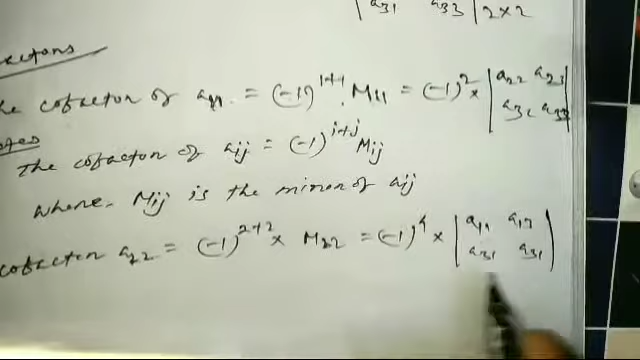 | a31 a33 | 2×2
The cofactor of a11. = (-1)^1+1 . M11 = (-1)^2 × | a22 a23
a32 a33 |
The cofactor of aij = (-1)^i+j Mij
where, Mij is the minor of aij
cofactor a22 = (-1)^2+2 × M22 = (-1)^4 × | a11 a13
a31 a31 |